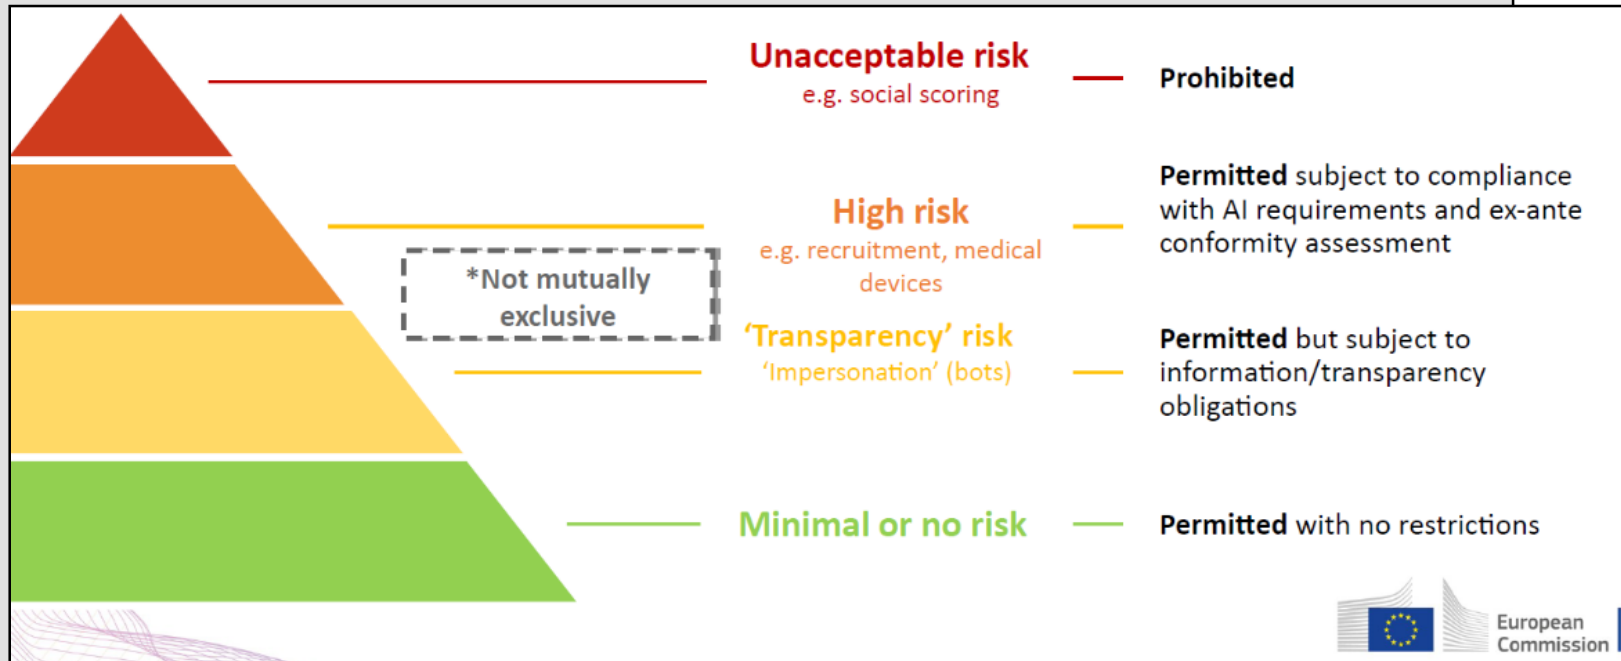 Unacceptable risk
e.g. social scoring
Prohibited
High risk
e.g. recruitment, medical
devices
Permitted subject to compliance
with AI requirements and ex-ante
conformity assessment
*Not mutually
exclusive
‘Transparency’ risk
‘Impersonation’ (bots)
Permitted but subject to
information/transparency
obligations
Minimal or no risk
Permitted with no restrictions
European
Commission